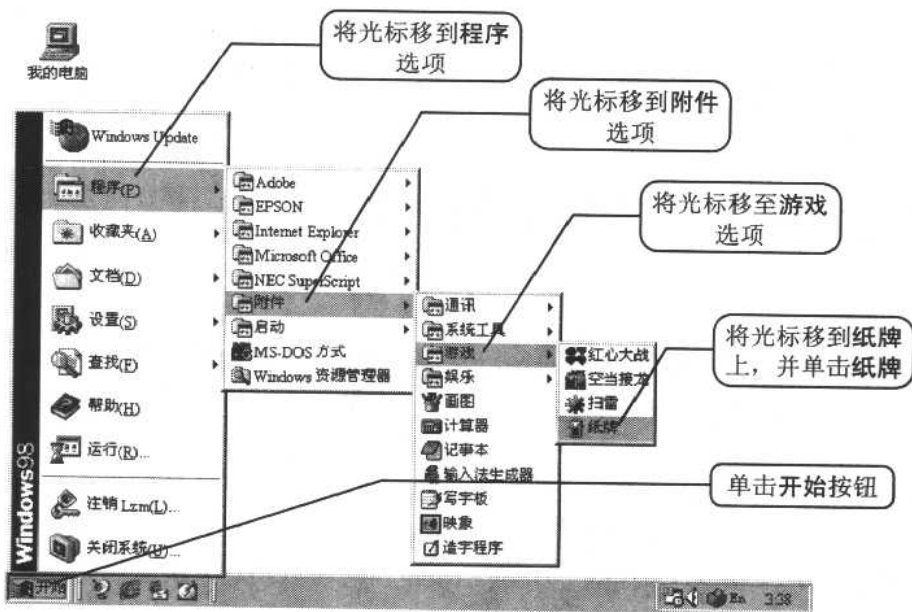 我的电脑
将光标移到程序
选项
将光标移到附件
选项
将光标移至游戏
选项
将光标移到纸牌
上，并单击纸牌
单击开始按钮
Windows Update
程序(P)
收藏夹(A)
文档(D)
设置(S)
查找(F)
帮助(H)
运行(R)...
注销 Lzm(L)...
关闭系统(U)...
Windows98
Adobe
EPSON
Internet Explorer
Microsoft Office
NEC SuperScript
附件
启动
MS-DOS 方式
Windows 资源管理器
通讯
系统工具
游戏
娱乐
画图
计算器
记事本
输入法生成器
写字板
映象
造字程序
红心大战
空当接龙
扫雷
纸牌
开始
En
3:38